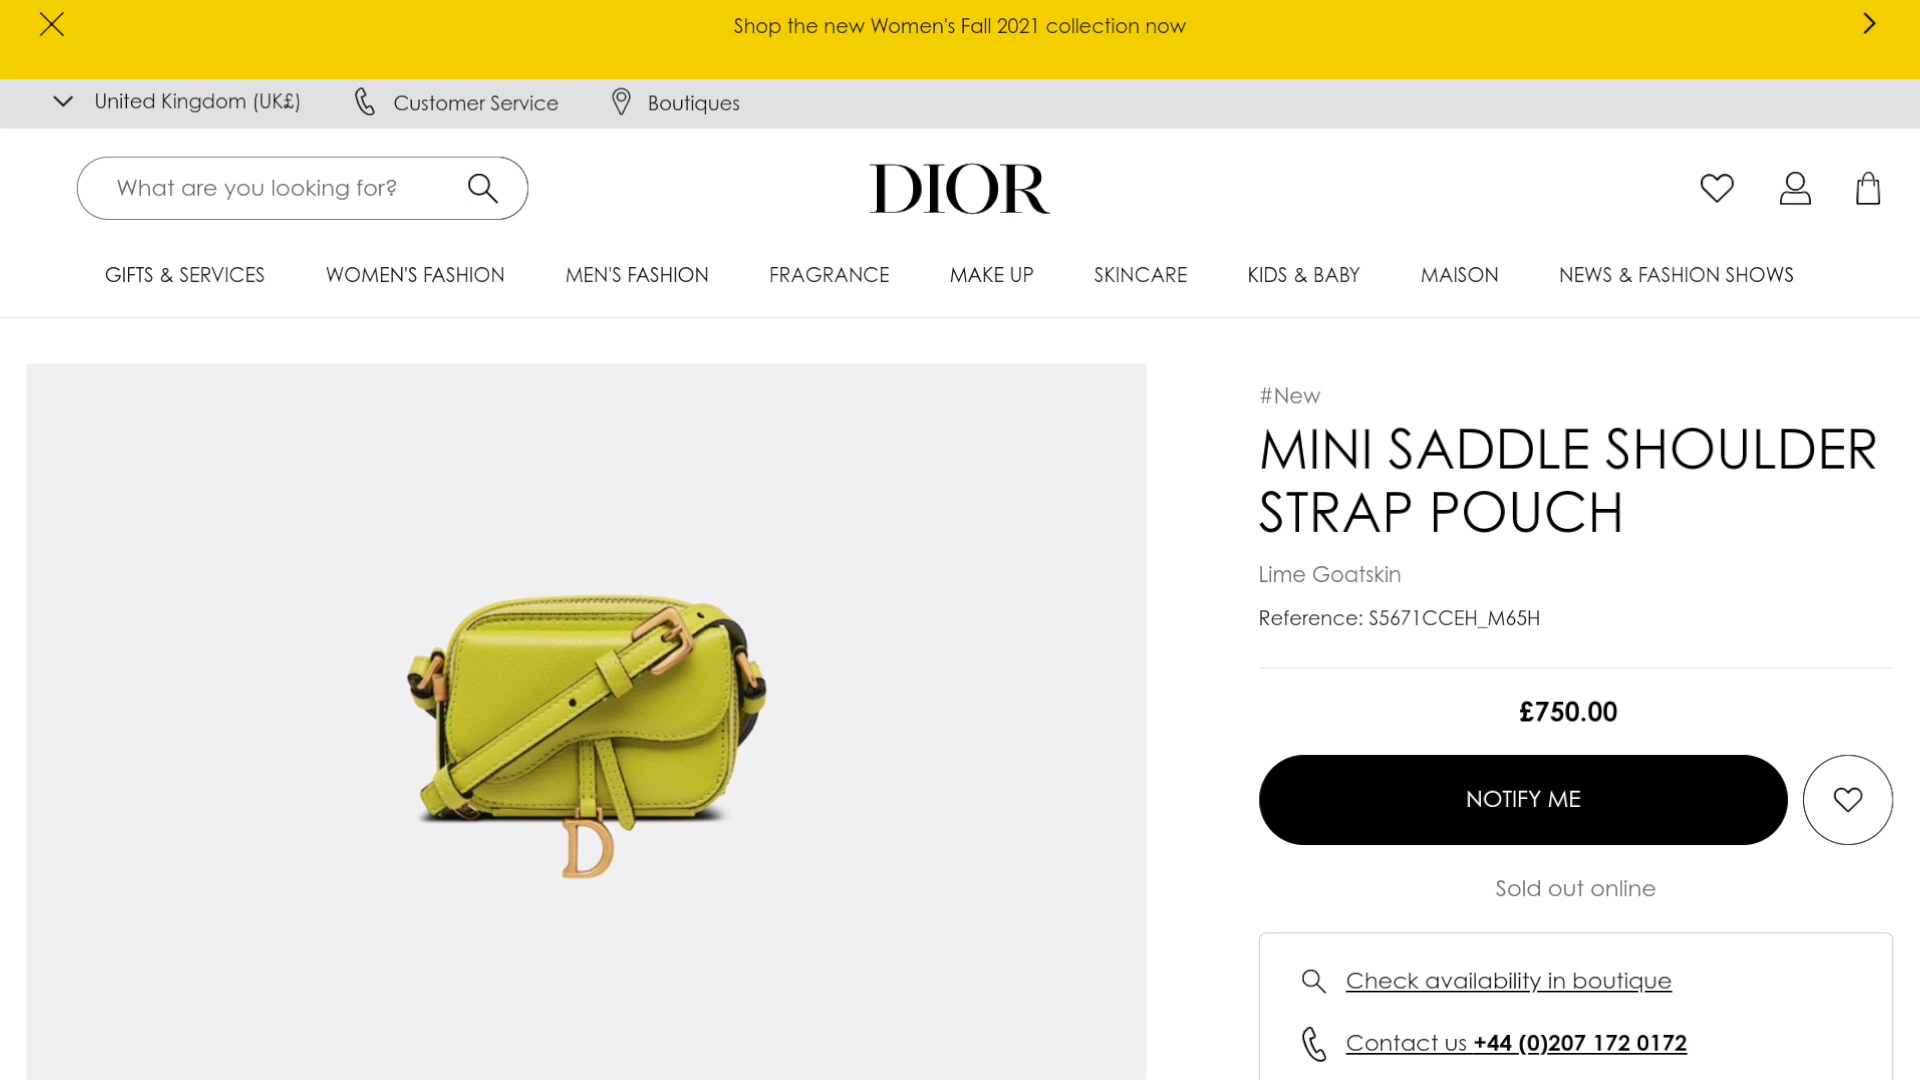 Shop the new Women's Fall 2021 collection now
United Kingdom (UK£) Customer Service Boutiques
What are you looking for?
DIOR
GIFTS & SERVICES WOMEN'S FASHION MEN'S FASHION FRAGRANCE MAKE UP SKINCARE KIDS & BABY MAISON NEWS & FASHION SHOWS
#New
MINI SADDLE SHOULDER
STRAP POUCH
Lime Goatskin
Reference: S5671CCEH_M65H
£750.00
NOTIFY ME
Sold out online
Check availability in boutique
Contact us +44 (0)207 172 0172
D